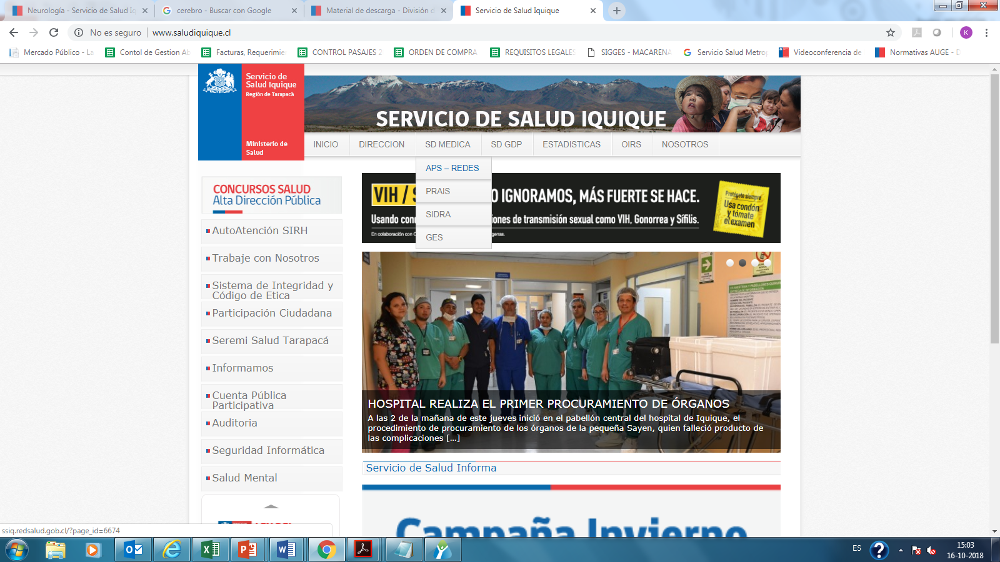 Neurología - Servicio de Salud Iq
cerebro - Buscar con Google
Material de descarga - División d
Servicio de Salud Iquique
No es seguro
www.saludiquique.cl
K
Mercado Público - La
Contol de Gestion Ab
Facturas, Requerimie
CONTROL PASAJES 2
ORDEN DE COMPRA
REQUISITOS LEGALES
SIGGES - MACARENA
Servicio Salud Metrop
Videoconferencia de
Normativas AUGE - D
Servicio de
Salud Iquique
Región de Tarapacá
Ministerio de
Salud
SERVICIO DE SALUD IQUIQUE
INICIO
DIRECCION
SD MEDICA
SD GDP
ESTADISTICAS
OIRS
NOSOTROS
APS – REDES
PRAIS
SIDRA
GES
CONCURSOS SALUD
Alta Dirección Pública
AutoAtención SIRH
Trabaje con Nosotros
Sistema de Integridad y
Código de Etica
Participación Ciudadana
Seremi Salud Tarapacá
Informamos
Cuenta Pública
Participativa
Auditoria
Seguridad Informática
Salud Mental
VIH / S
O IGNORAMOS, MÁS FUERTE SE HACE.
Usando con
iones de transmisión sexual como VIH, Gonorrea y Sífilis.
En colaboración con
Protégete siempre
Usa condón
y tómate
el examen
HOSPITAL REALIZA EL PRIMER PROCURAMIENTO DE ÓRGANOS
A las 2 de la mañana de este jueves inició en el pabellón central del hospital de Iquique, el
procedimiento de procuramiento de los órganos de la pequeña Sayen, quien falleció producto de
las complicaciones [...]
Servicio de Salud Informa
Campaña Invierno
ssiq.redsalud.gob.cl/?page_id=6674
ES
15:03
16-10-2018